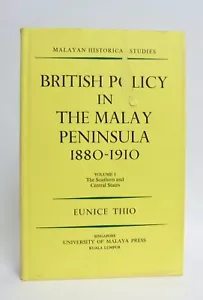 MALAYAN HISTORICAL STUDIES
BRITISH POLICY
IN
THE MALAY
PENINSULA
1880-1910
VOLUME I
The Southern and
Central States
EUNICE THIO
SINGAPORE
UNIVERSITY OF MALAYA PRESS
KUALA LUMPUR